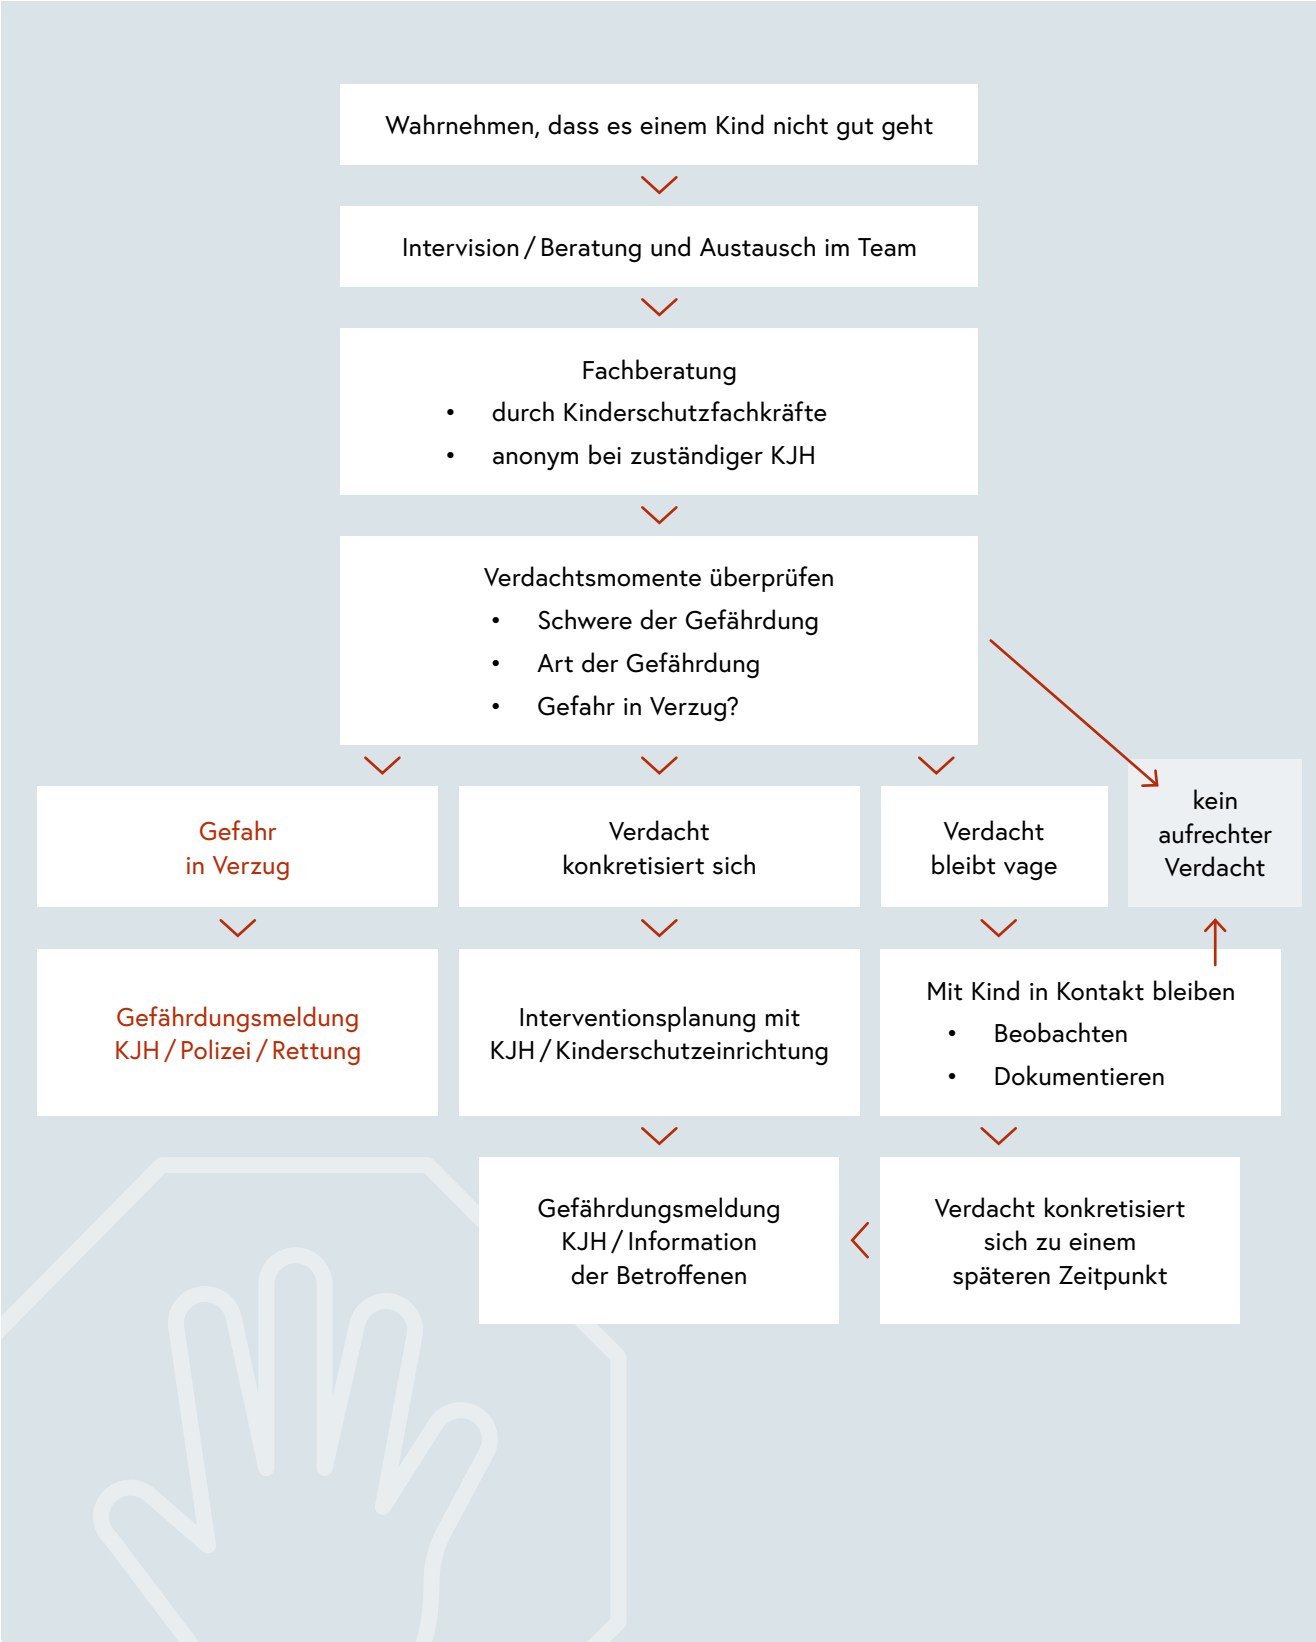 Wahrnehmen, dass es einem Kind nicht gut geht
Intervision / Beratung und Austausch im Team
Fachberatung
• durch Kinderschutzfachkräfte
• anonym bei zuständiger KJH
Verdachtsmomente überprüfen
• Schwere der Gefährdung
• Art der Gefährdung
• Gefahr in Verzug?
Gefahr
in Verzug
Verdacht
konkretisiert sich
Verdacht
bleibt vage
kein
aufrechter
Verdacht
Gefährdungsmeldung
KJH / Polizei / Rettung
Interventionsplanung mit
KJH / Kinderschutzeinrichtung
Mit Kind in Kontakt bleiben
• Beobachten
• Dokumentieren
Gefährdungsmeldung
KJH / Information
der Betroffenen
Verdacht konkretisiert
sich zu einem
späteren Zeitpunkt